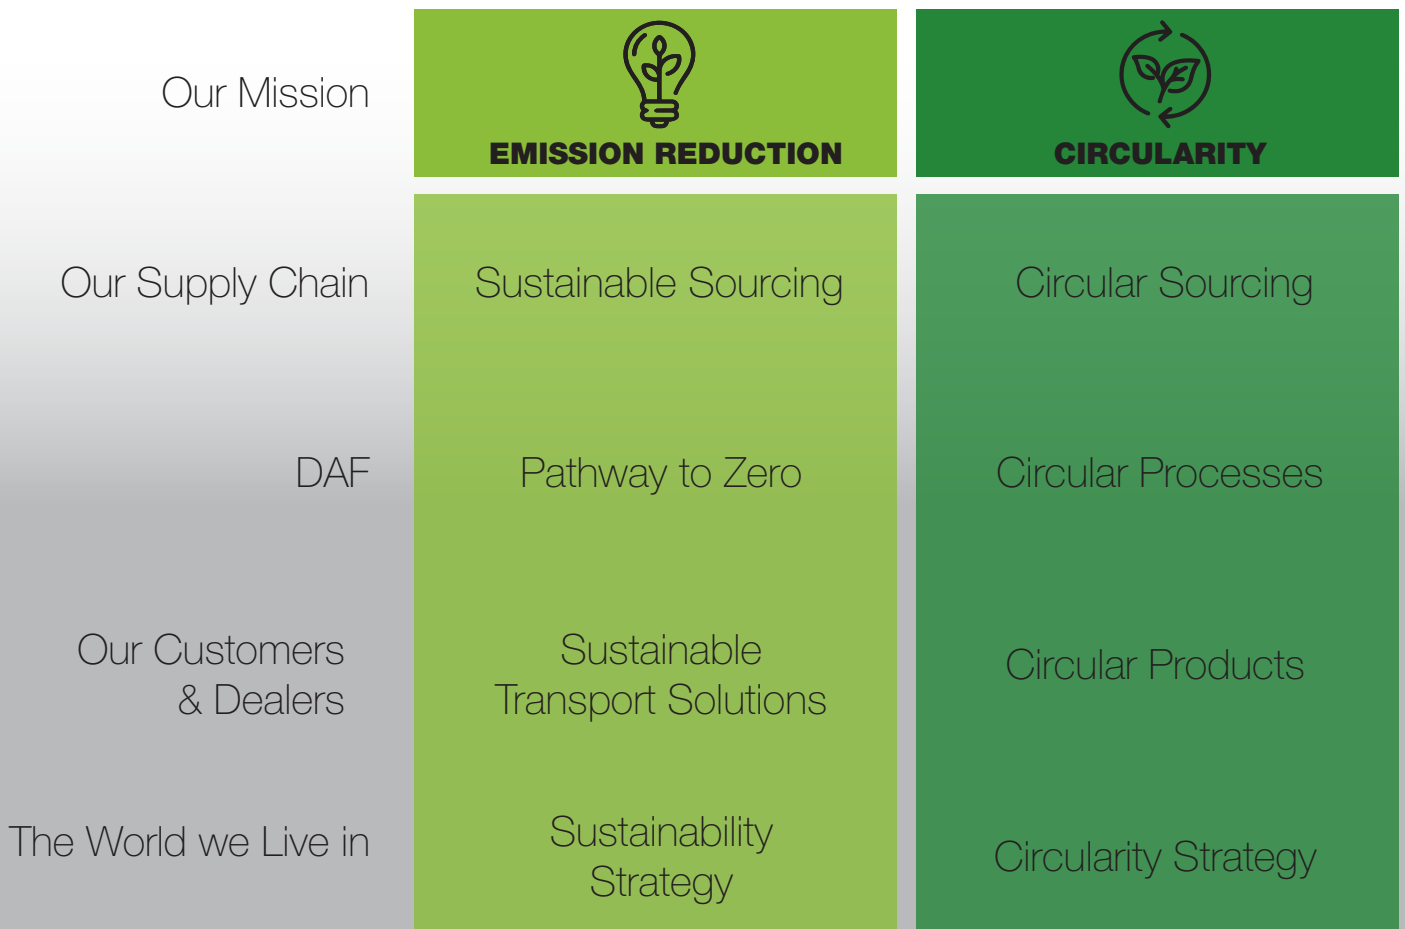 Our Mission
EMISSION REDUCTION
CIRCULARITY
Our Supply Chain
Sustainable Sourcing
Circular Sourcing
DAF
Pathway to Zero
Circular Processes
Our Customers
& Dealers
Sustainable
Transport Solutions
Circular Products
The World we Live in
Sustainability
Strategy
Circularity Strategy